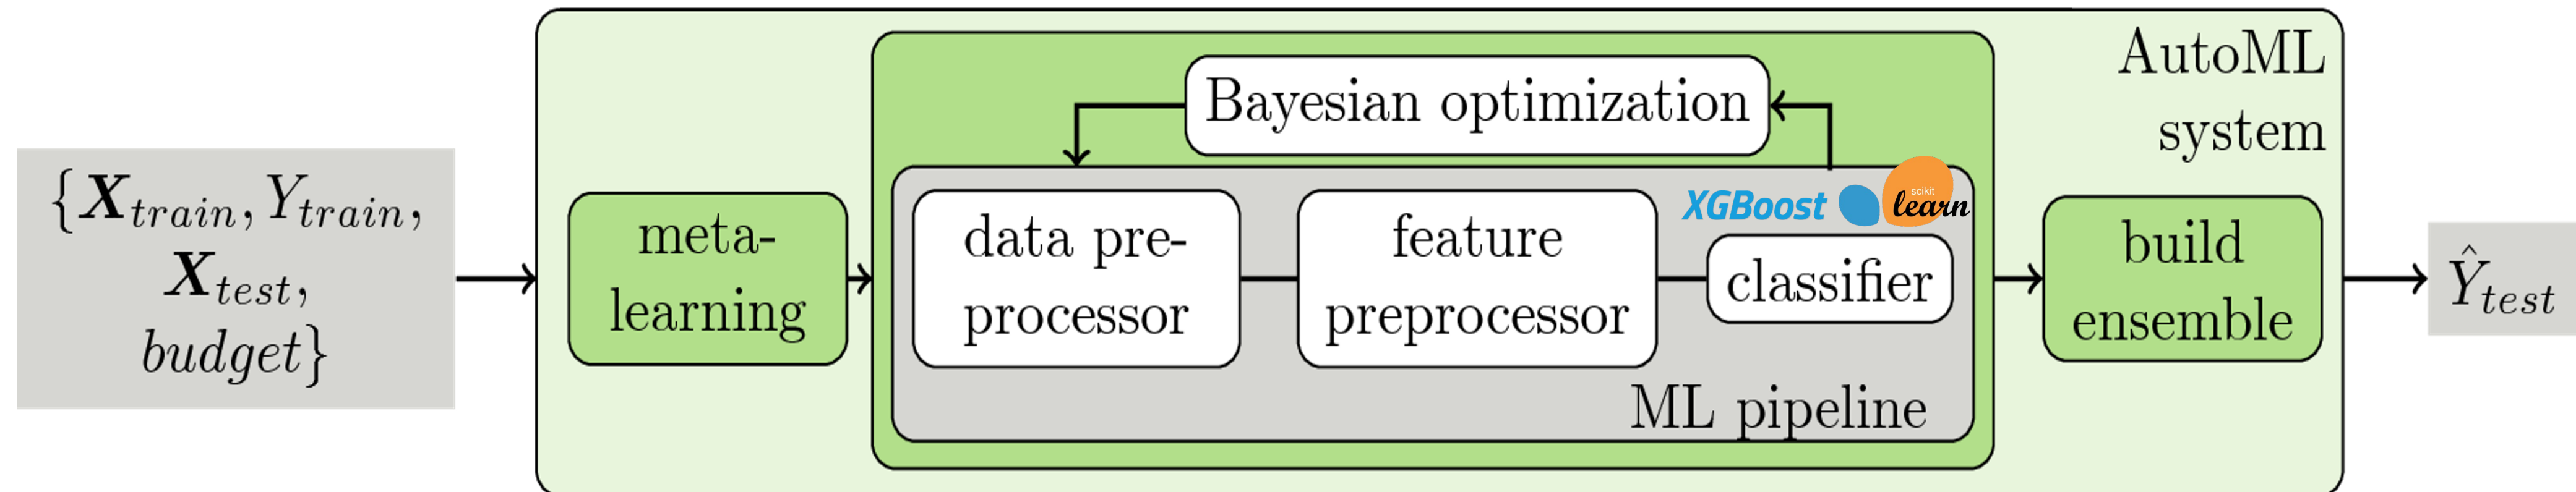 {X_train, Y_train,
X_test,
budget}
meta-
learning
Bayesian optimization
data pre-
processor
feature
preprocessor
XGBoost
scikit
learn
classifier
ML pipeline
AutoML
system
build
ensemble
Ŷ_test